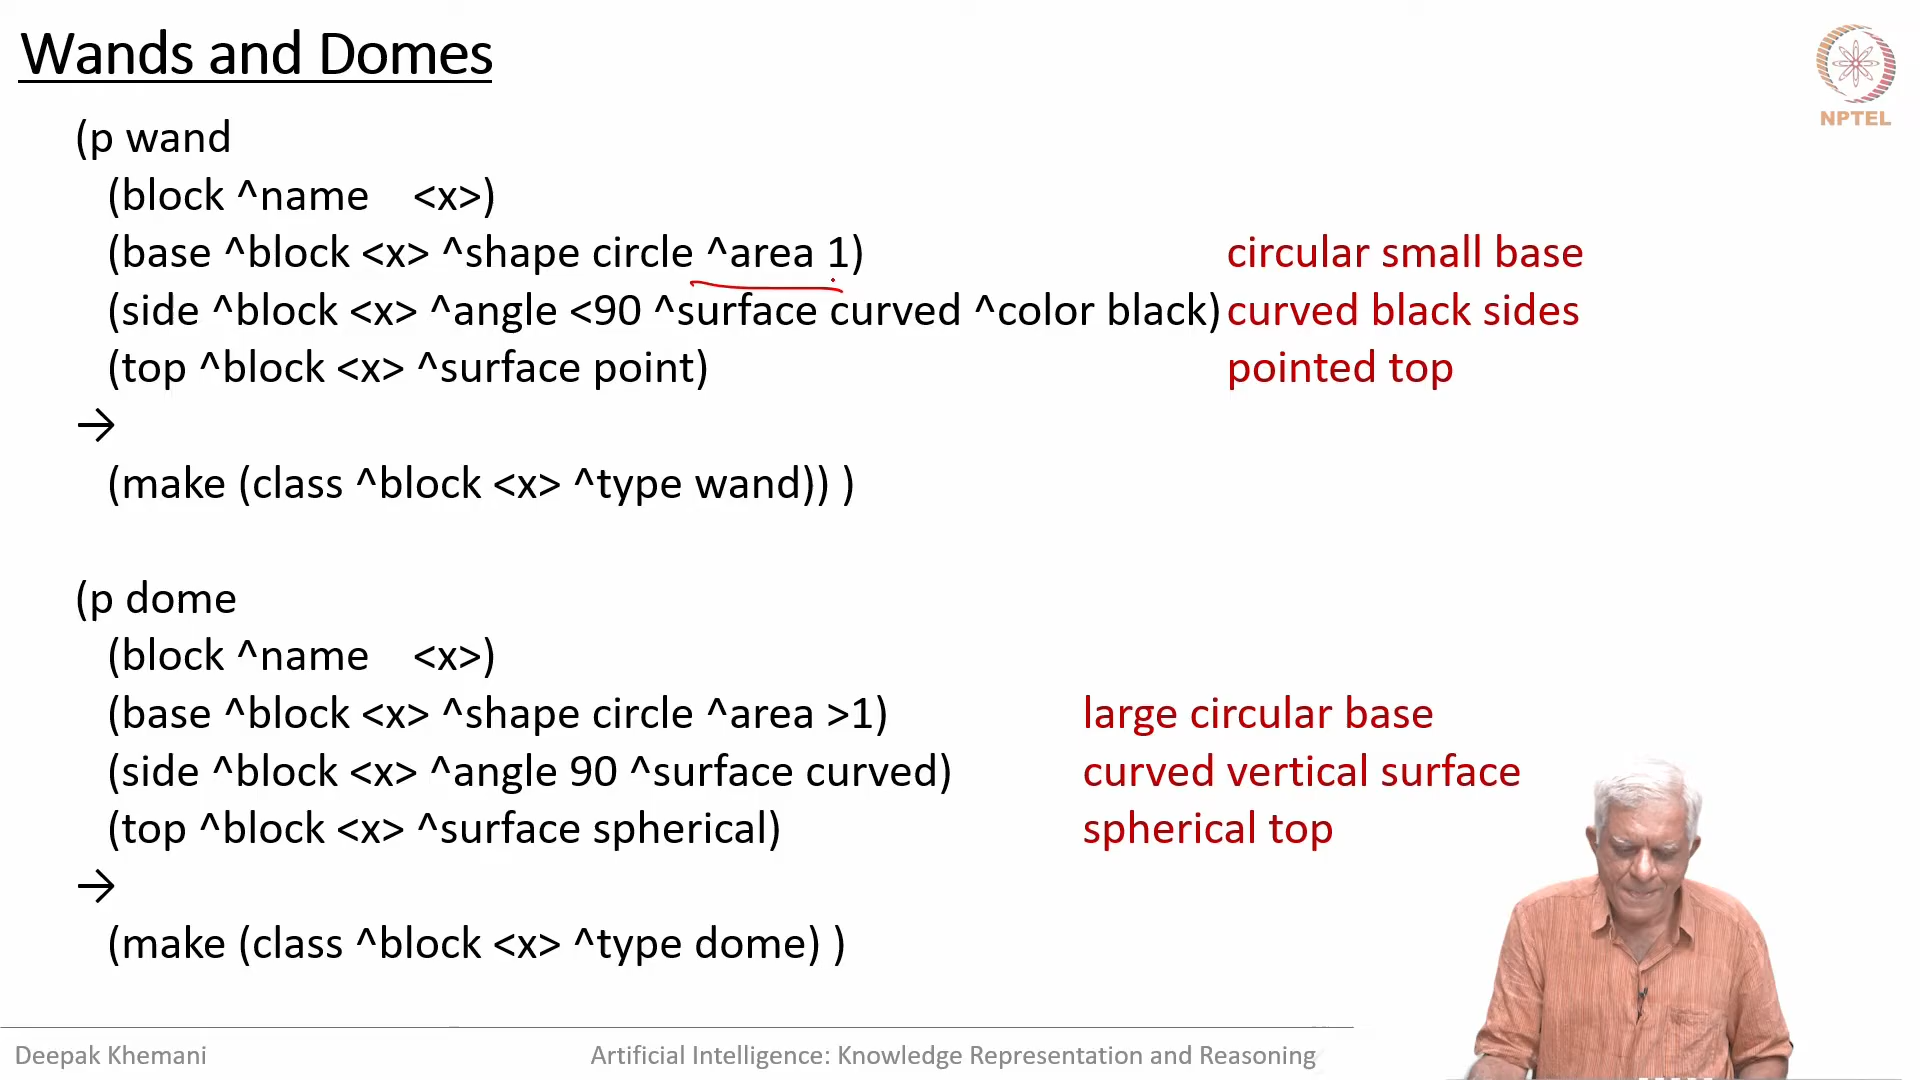 Wands and Domes
NPTEL
(p wand
(block ^name <x>)
(base ^block <x> ^shape circle ^area 1) circular small base
(side ^block <x> ^angle <90 ^surface curved ^color black) curved black sides
(top ^block <x> ^surface point) pointed top
→
(make (class ^block <x> ^type wand)) )
(p dome
(block ^name <x>)
(base ^block <x> ^shape circle ^area >1) large circular base
(side ^block <x> ^angle 90 ^surface curved) curved vertical surface
(top ^block <x> ^surface spherical) spherical top
→
(make (class ^block <x> ^type dome) )
Deepak Khemani Artificial Intelligence: Knowledge Representation and Reasoning